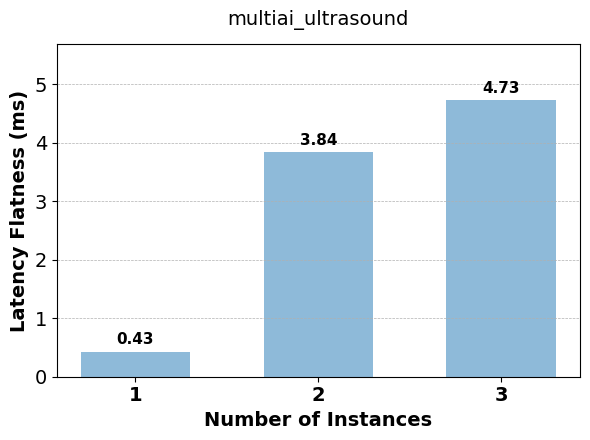 multiai_ultrasound
Latency Flatness (ms)
5
4
3
2
1
0
0.43
3.84
4.73
1 2 3
Number of Instances